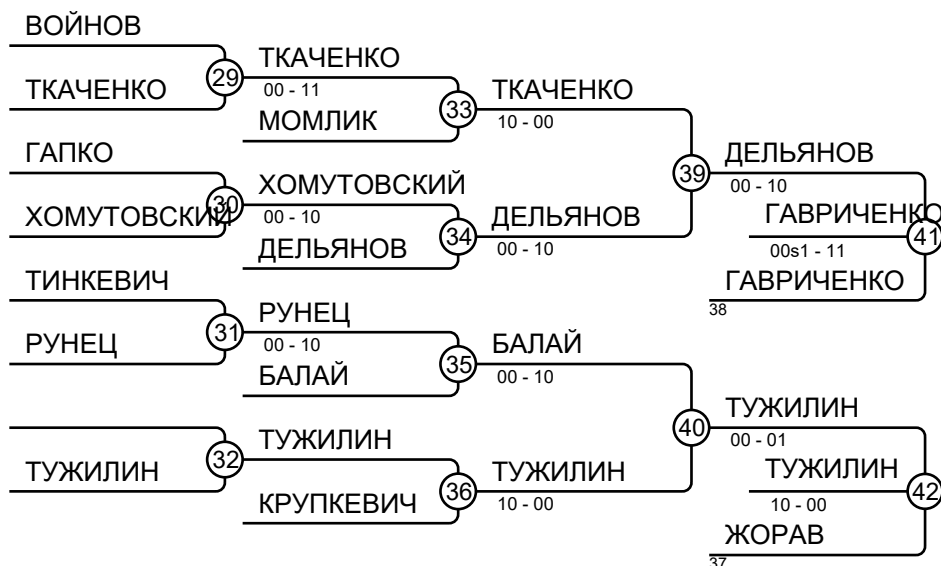 ВОЙНОВ
ТКАЧЕНКО
29
ТКАЧЕНКО
00 - 11
МОМЛИК
33
ТКАЧЕНКО
10 - 00
ГАПКО
ХОМУТОВСКИЙ
30
ХОМУТОВСКИЙ
00 - 10
ДЕЛЬЯНОВ
34
ДЕЛЬЯНОВ
00 - 10
39
ДЕЛЬЯНОВ
00 - 10
ГАВРИЧЕНКО
00s1 - 11
41
ГАВРИЧЕНКО
38
ТИНКЕВИЧ
РУНЕЦ
31
РУНЕЦ
00 - 10
БАЛАЙ
35
БАЛАЙ
00 - 10
ТУЖИЛИН
32
ТУЖИЛИН
КРУПКЕВИЧ
36
ТУЖИЛИН
10 - 00
40
ТУЖИЛИН
00 - 01
ТУЖИЛИН
10 - 00
42
ЖОРАВ
37